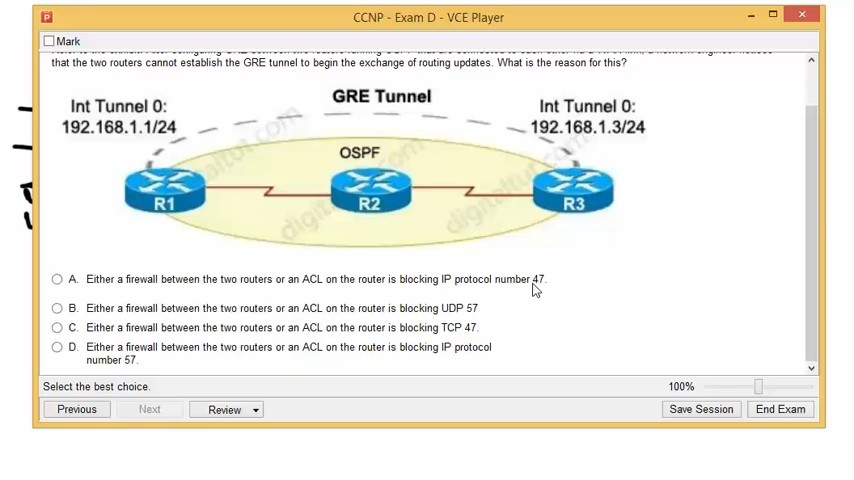 CCNP - Exam D - VCE Player
Mark
that the two routers cannot establish the GRE tunnel to begin the exchange of routing updates. What is the reason for this?
GRE Tunnel
Int Tunnel 0:
192.168.1.1/24
Int Tunnel 0:
192.168.1.3/24
OSPF
R1
R2
R3
digitaltut.com
digitaltut.com
A. Either a firewall between the two routers or an ACL on the router is blocking IP protocol number 47.
B. Either a firewall between the two routers or an ACL on the router is blocking UDP 57
C. Either a firewall between the two routers or an ACL on the router is blocking TCP 47.
D. Either a firewall between the two routers or an ACL on the router is blocking IP protocol
number 57.
Select the best choice.
100%
Previous
Next
Review
Save Session
End Exam